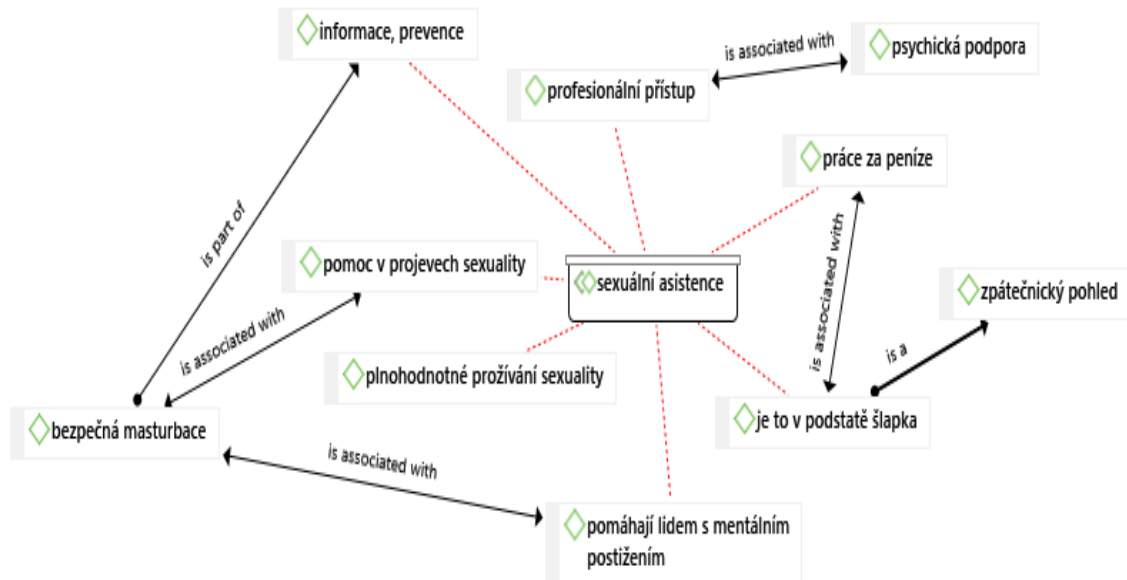 informace, prevence
is associated with
psychická podpora
profesionální přístup
práce za peníze
is part of
pomoc v projevech sexuality
sexuální asistence
is associated with
zpátečnický pohled
is associated with
is a
plnohodnotné prožívání sexuality
je to v podstatě šlapka
bezpečná masturbace
is associated with
pomáhají lidem s mentálním
postižením